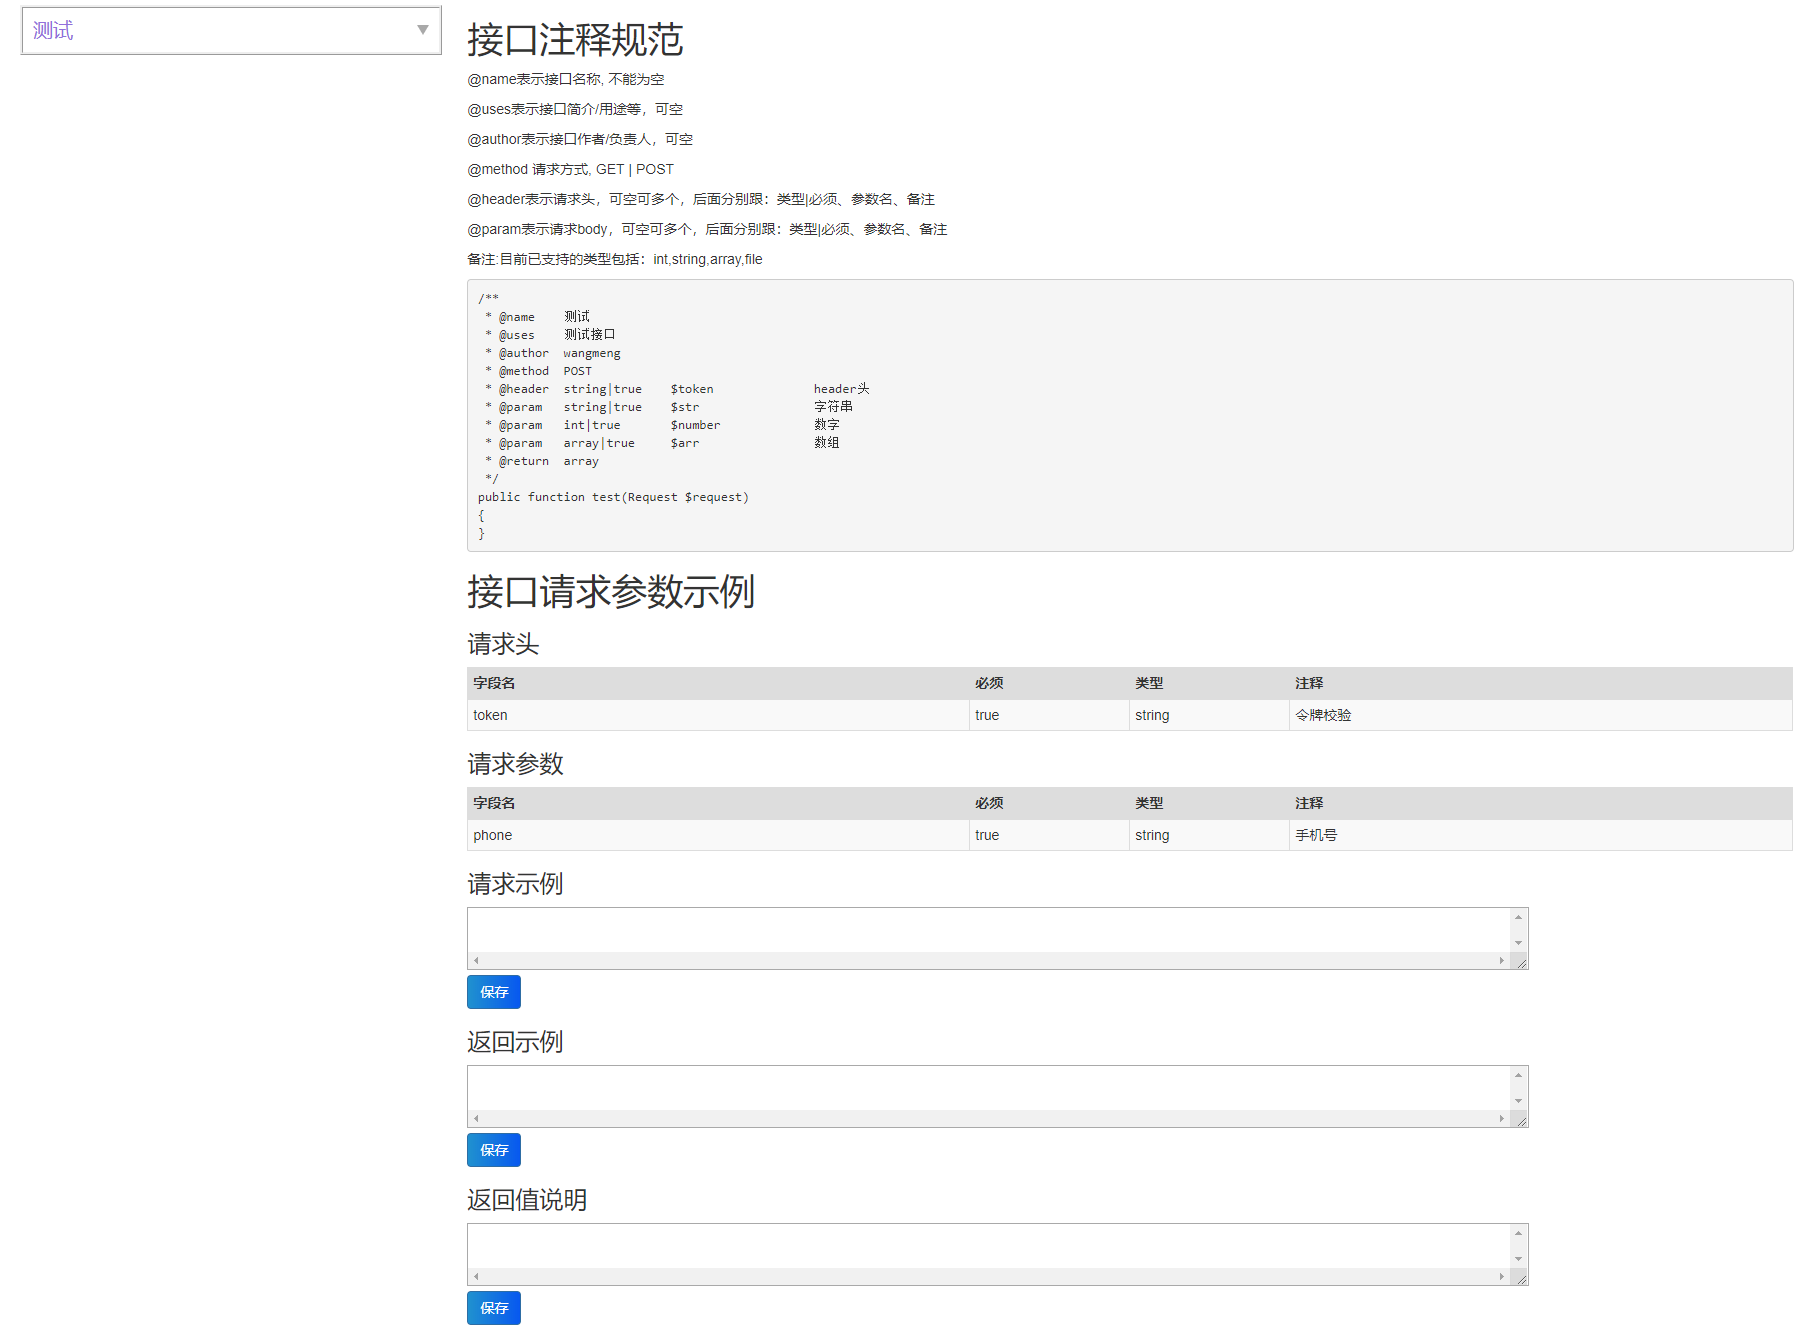 测试
接口注释规范
@name表示接口名称, 不能为空
@uses表示接口简介/用途等，可空
@author表示接口作者/负责人，可空
@method 请求方式, GET | POST
@header表示请求头，可空可多个，后面分别跟：类型|必须、参数名、备注
@param表示请求body，可空可多个，后面分别跟：类型|必须、参数名、备注
备注:目前已支持的类型包括：int,string,array,file
/**
 * @name    测试
 * @uses    测试接口
 * @author  wangmeng
 * @method  POST
 * @header  string|true    $token              header头
 * @param   string|true    $str                字符串
 * @param   int|true       $number             数字
 * @param   array|true     $arr                数组
 * @return  array
 */
public function test(Request $request)
{
}
接口请求参数示例
请求头
字段名 必须 类型 注释
token true string 令牌校验
请求参数
字段名 必须 类型 注释
phone true string 手机号
请求示例
保存
返回示例
保存
返回值说明
保存